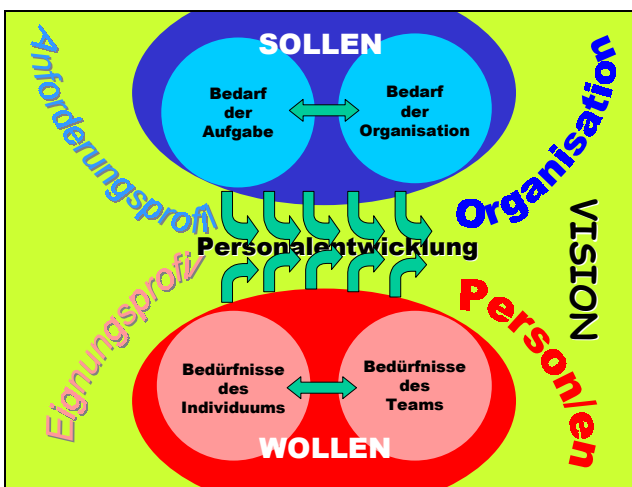 SOLLEN
Bedarf
der
Aufgabe
Bedarf
der
Organisation
Anforderungsprofil
Organisation
Personalentwicklung
VISION
Eignungsprofil
Person/en
Bedürfnisse
des
Individuums
Bedürfnisse
des
Teams
WOLLEN